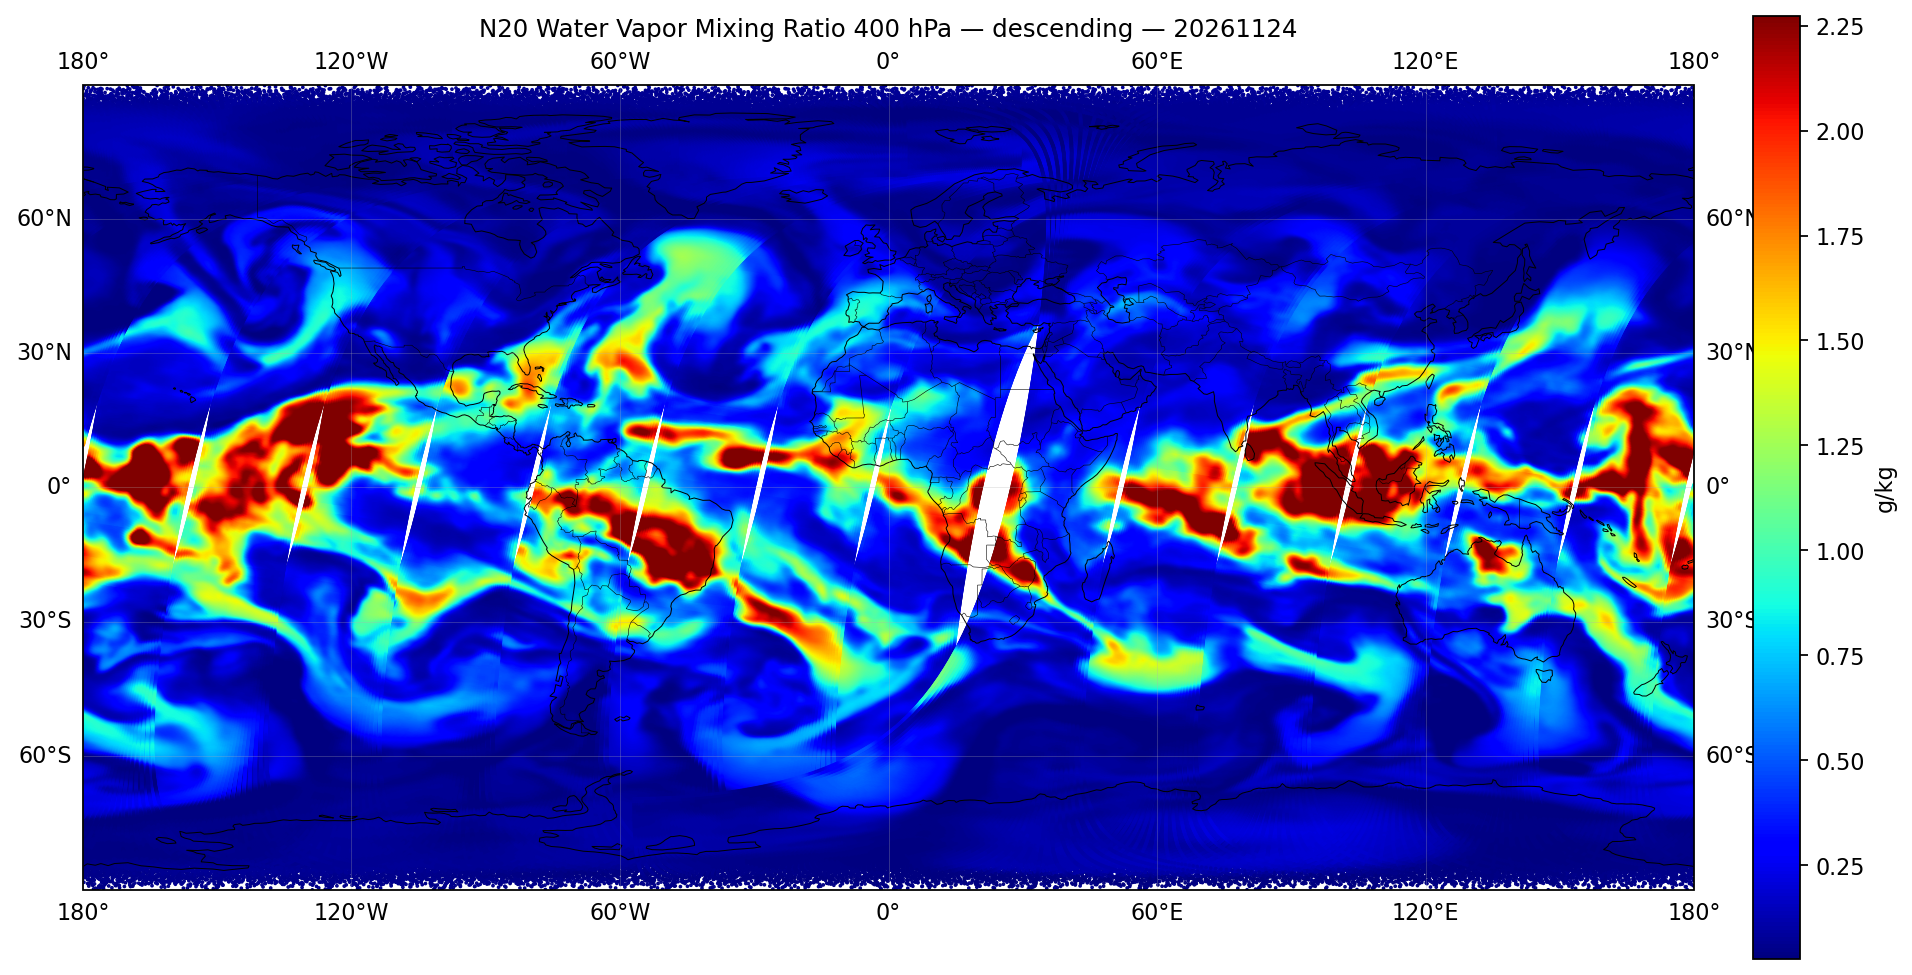 N20 Water Vapor Mixing Ratio 400 hPa — descending — 20261124
180° 120°W 60°W 0° 60°E 120°E 180°
60°N 60°N
30°N 30°N
0° 0°
30°S 30°S
60°S 60°S
180° 120°W 60°W 0° 60°E 120°E 180°
2.25
2.00
1.75
1.50
1.25
1.00
0.75
0.50
0.25
g/kg